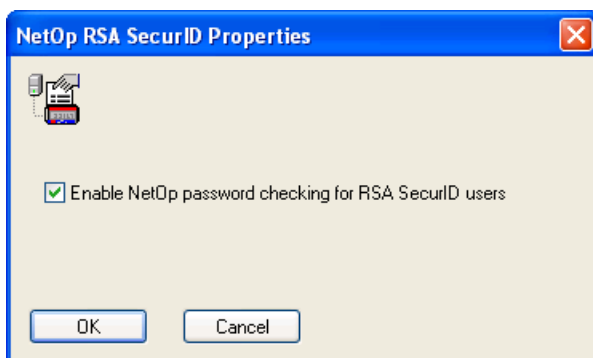 NetOp RSA SecurID Properties
Enable NetOp password checking for RSA SecurID users
OK
Cancel